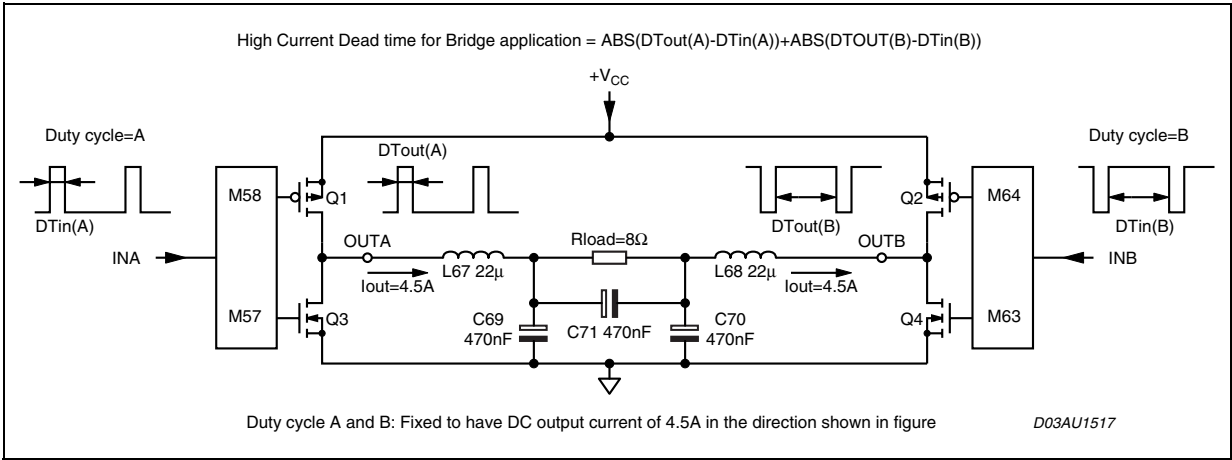 High Current Dead time for Bridge application = ABS(DTout(A)-DTin(A))+ABS(DTOUT(B)-DTin(B))
+VCC
Duty cycle=A
DTin(A)
INA
M58
M57
Q1
Q3
DTout(A)
OUTA
Iout=4.5A
L67 22μ
Rload=8Ω
C69
470nF
C71 470nF
C70
470nF
L68 22μ
DTout(B)
OUTB
Iout=4.5A
Q2
Q4
M64
M63
Duty cycle=B
DTin(B)
INB
Duty cycle A and B: Fixed to have DC output current of 4.5A in the direction shown in figure
D03AU1517